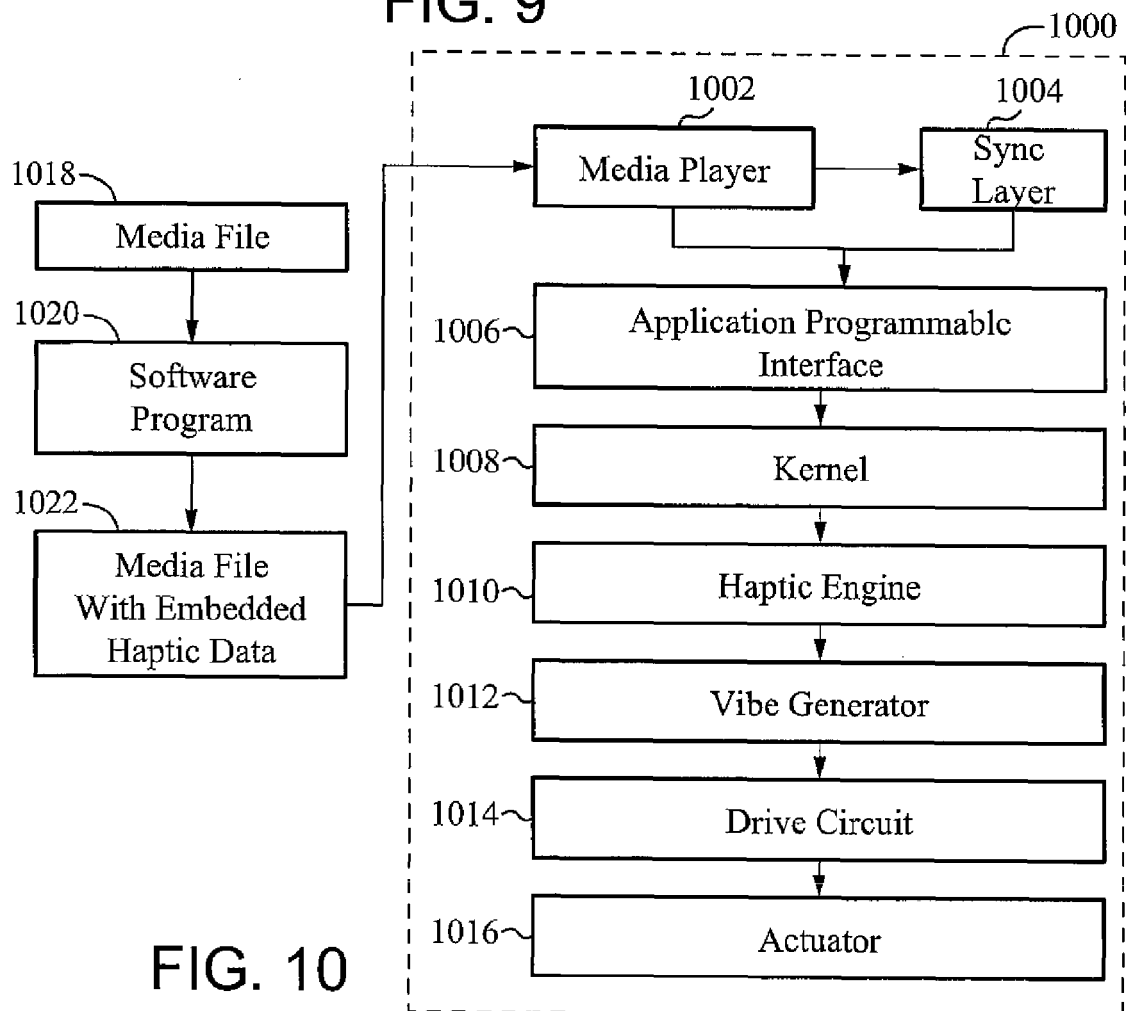 FIG. 9
1000
1002
Media Player
1004
Sync
Layer
1018
Media File
1020
Software
Program
1022
Media File
With Embedded
Haptic Data
1006
Application Programmable
Interface
1008
Kernel
1010
Haptic Engine
1012
Vibe Generator
1014
Drive Circuit
1016
Actuator
FIG. 10